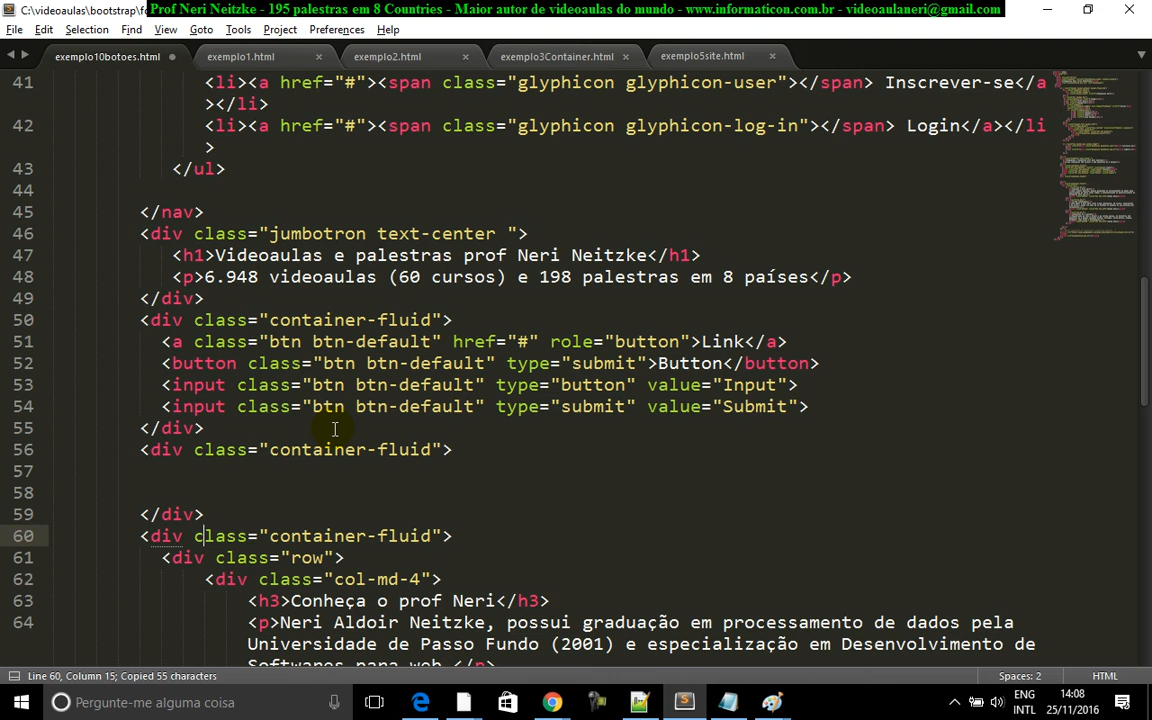 C:\videoaulas\bootstrap\fo
Prof Neri Neitzke - 195 palestras em 8 Countries - Maior autor de videoaulas do mundo - www.informaticon.com.br - videoaulaneri@gmail.com
File Edit Selection Find View Goto Tools Project Preferences Help
exemplo10botoes.html exemplo1.html exemplo2.html exemplo3Container.html exemplo5site.html
41 <li><a href="#"><span class="glyphicon glyphicon-user"></span> Inscrever-se</a
></li>
42 <li><a href="#"><span class="glyphicon glyphicon-log-in"></span> Login</a></li
>
43 </ul>
44
45 </nav>
46 <div class="jumbotron text-center ">
47 <h1>Videoaulas e palestras prof Neri Neitzke</h1>
48 <p>6.948 videoaulas (60 cursos) e 198 palestras em 8 países</p>
49 </div>
50 <div class="container-fluid">
51 <a class="btn btn-default" href="#" role="button">Link</a>
52 <button class="btn btn-default" type="submit">Button</button>
53 <input class="btn btn-default" type="button" value="Input">
54 <input class="btn btn-default" type="submit" value="Submit">
55 </div>
56 <div class="container-fluid">
57
58
59 </div>
60 <div class="container-fluid">
61 <div class="row">
62 <div class="col-md-4">
63 <h3>Conheça o prof Neri</h3>
64 <p>Neri Aldoir Neitzke, possui graduação em processamento de dados pela
Universidade de Passo Fundo (2001) e especialização em Desenvolvimento de
Softwares para web.</p>
Line 60, Column 15; Copied 55 characters Spaces: 2 HTML
Pergunte-me alguma coisa ENG 14:08
INTL 25/11/2016